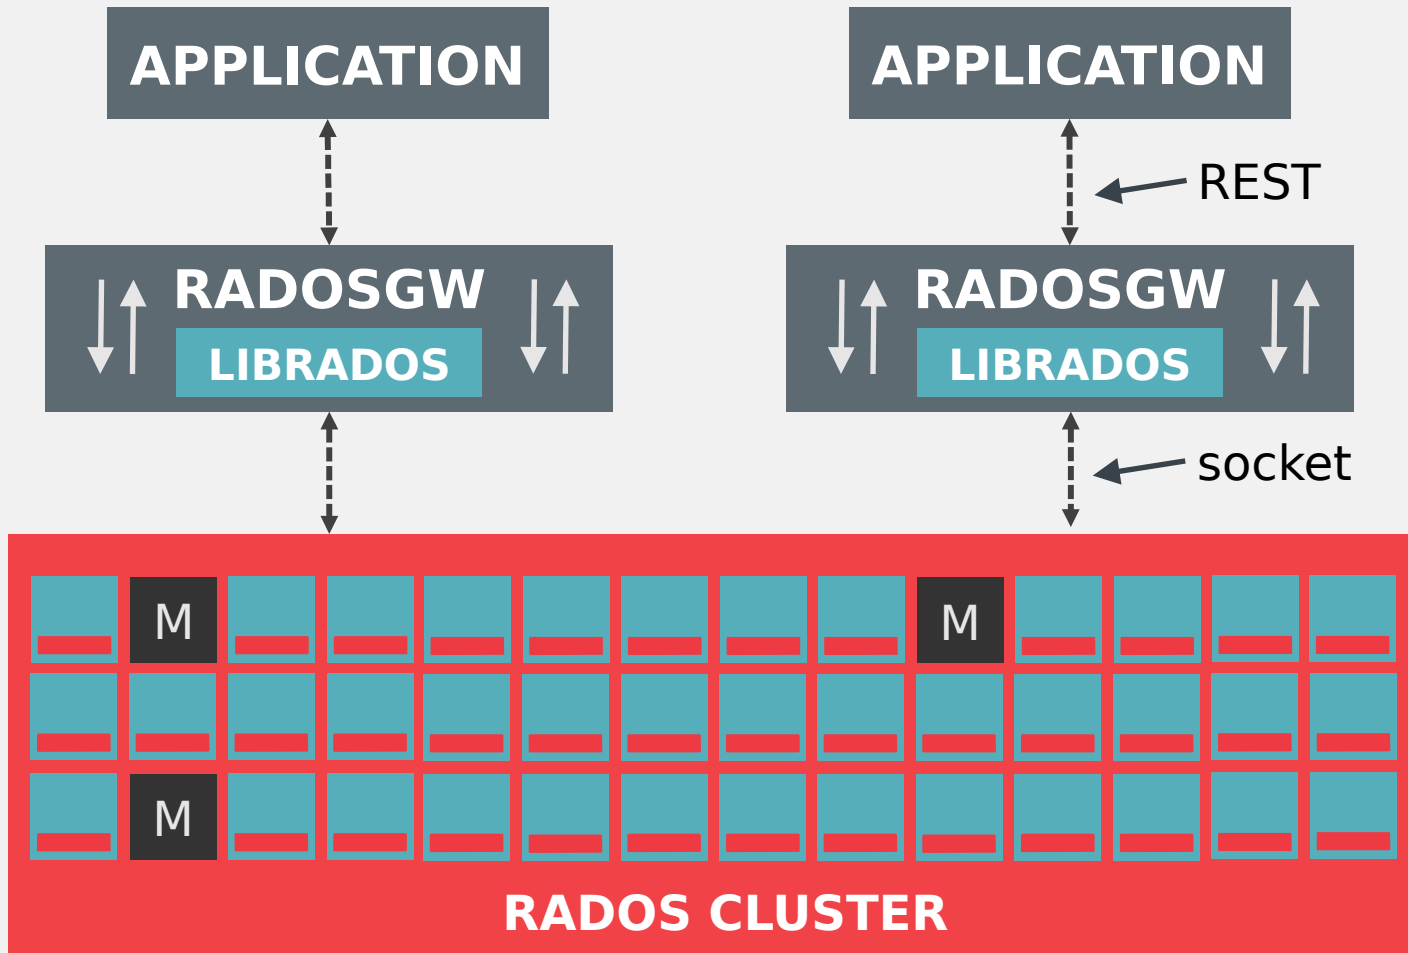 APPLICATION
APPLICATION
REST
RADOSGW
LIBRADOS
RADOSGW
LIBRADOS
socket
M
M
M
RADOS CLUSTER